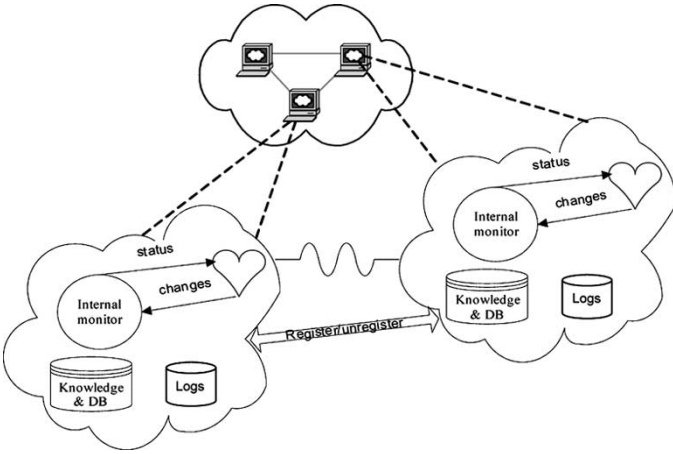 status
changes
Internal
monitor
Knowledge
& DB
Logs
status
changes
Internal
monitor
Register/unregister
Knowledge
& DB
Logs